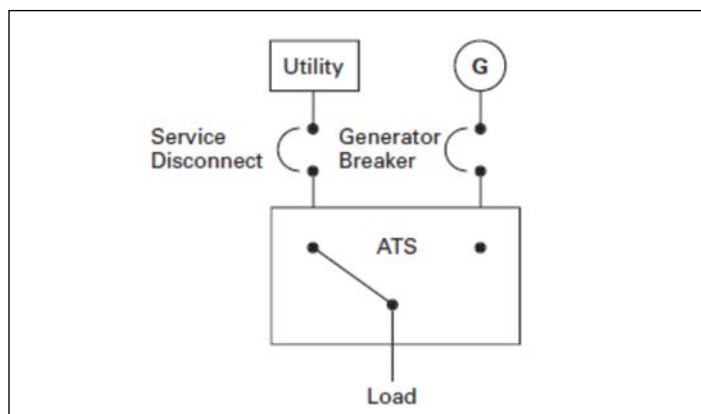 Utility
G
Service
Disconnect
Generator
Breaker
ATS
Load